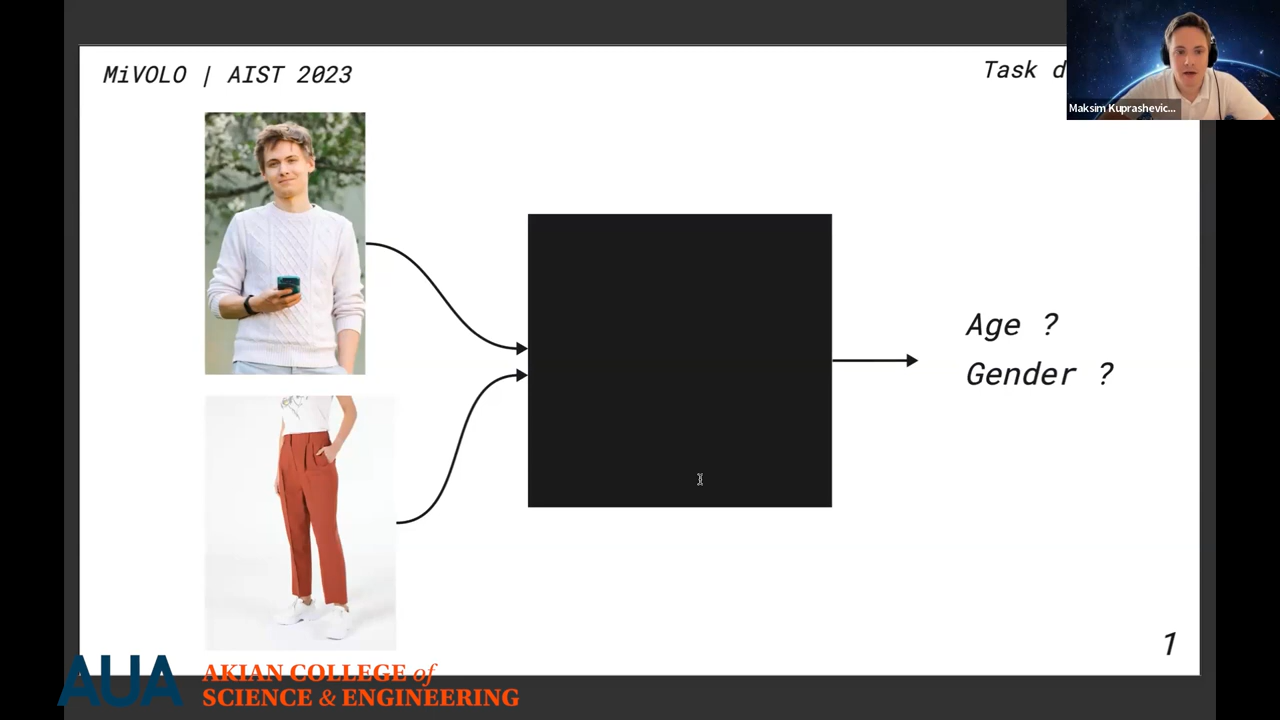 MiVOLO | AIST 2023
Task d
Maksim Kuprashevic...
Age ?
Gender ?
1
AUA
AKIAN COLLEGE of
SCIENCE & ENGINEERING